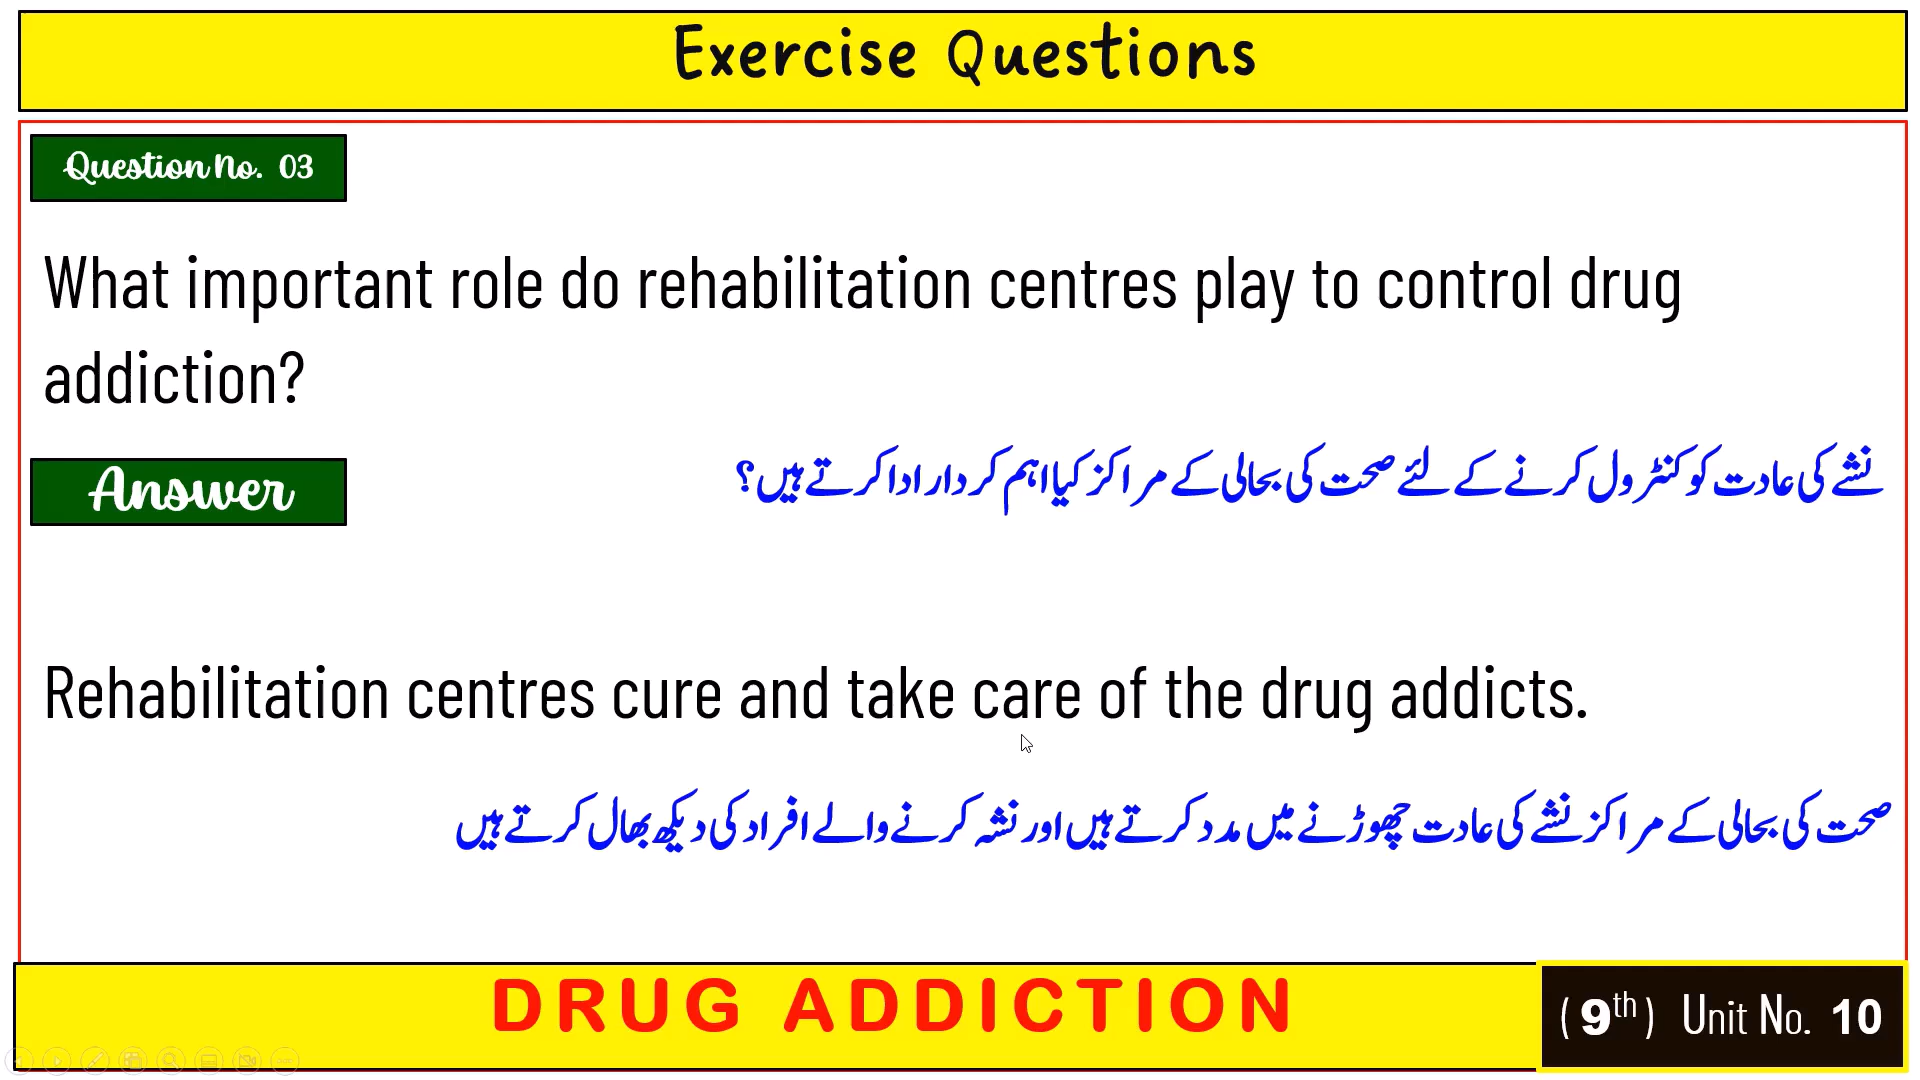 Exercise Questions
Question No. 03
What important role do rehabilitation centres play to control drug
addiction?
نشے کی عادت کو کنٹرول کرنے کے لئے صحت کی بحالی کے مراکز کیا اہم کردار ادا کرتے ہیں؟
Answer
Rehabilitation centres cure and take care of the drug addicts.
صحت کی بحالی کے مراکز نشے کی عادت چھوڑنے میں مدد کرتے ہیں اور نشہ کرنے والے افراد کی دیکھ بھال کرتے ہیں
DRUG ADDICTION
(9th) Unit No. 10